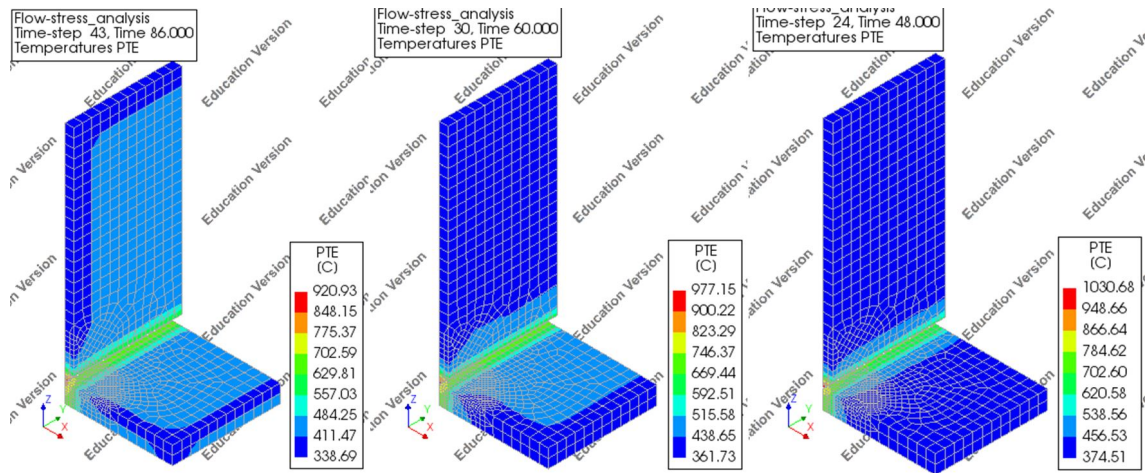 Flow-stress_analysis
Time-step 43, Time 86.000
Temperatures PTE
Flow-stress_analysis
Time-step 30, Time 60.000
Temperatures PTE
Flow-stress_analysis
Time-step 24, Time 48.000
Temperatures PTE
Education Version
PTE
(C)
920.93
848.15
775.37
702.59
629.81
557.03
484.25
411.47
338.69
Z
Y
X
PTE
(C)
977.15
900.22
823.29
746.37
669.44
592.51
515.58
438.65
361.73
Z
Y
X
PTE
(C)
1030.68
948.66
866.64
784.62
702.60
620.58
538.56
456.53
374.51
Z
Y
X